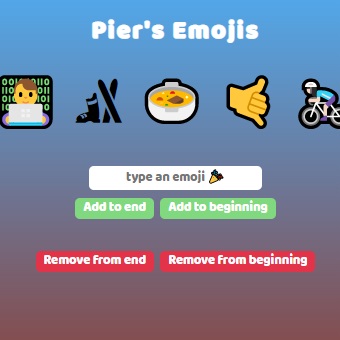 Pier's Emojis
type an emoji 🎉
Add to end
Add to beginning
Remove from end
Remove from beginning